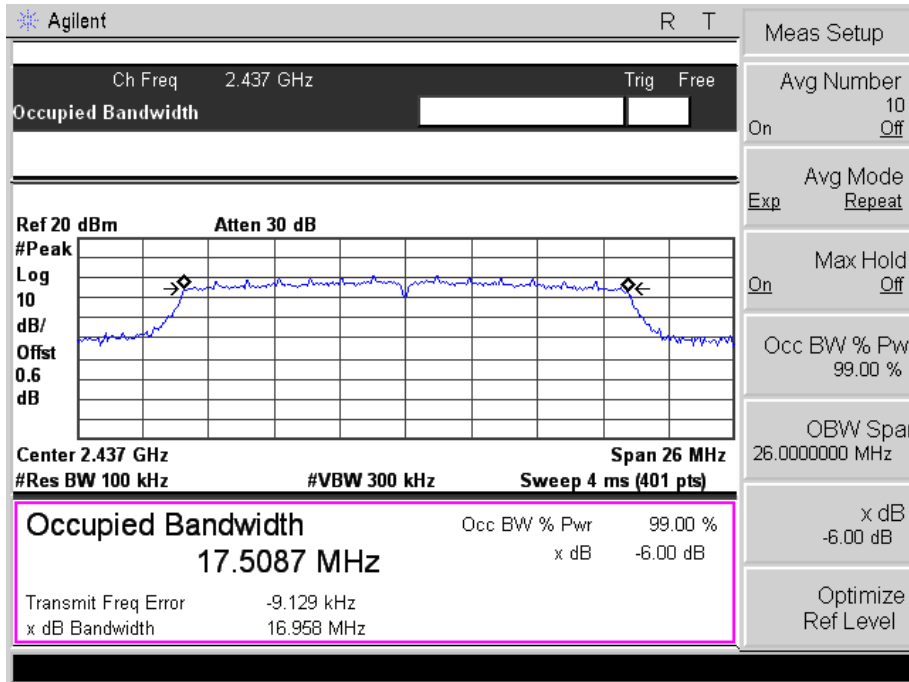 Agilent R T
Ch Freq 2.437 GHz Trig Free
Occupied Bandwidth
Ref 20 dBm Atten 30 dB
#Peak
Log
10
dB/
Offst
0.6
dB
Center 2.437 GHz Span 26 MHz
#Res BW 100 kHz #VBW 300 kHz Sweep 4 ms (401 pts)
Occupied Bandwidth
17.5087 MHz
Occ BW % Pwr 99.00 %
x dB -6.00 dB
Transmit Freq Error -9.129 kHz
x dB Bandwidth 16.958 MHz
Meas Setup
Avg Number
10
On Off
Avg Mode
Exp Repeat
Max Hold
On Off
Occ BW % Pw
99.00 %
OBW Spa
26.0000000 MHz
x dB
-6.00 dB
Optimize
Ref Level